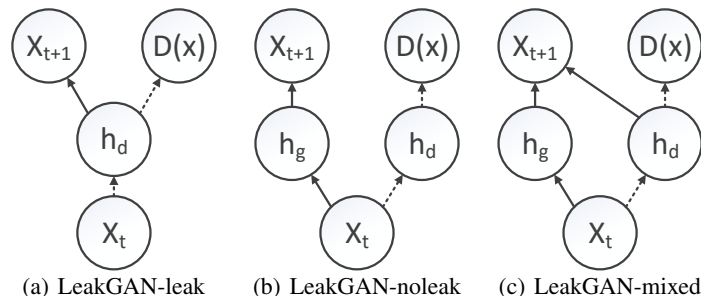 X_{t+1} D(x) X_{t+1} D(x) X_{t+1} D(x)
h_d h_g h_d h_g h_d
X_t X_t X_t
(a) LeakGAN-leak (b) LeakGAN-noleak (c) LeakGAN-mixed